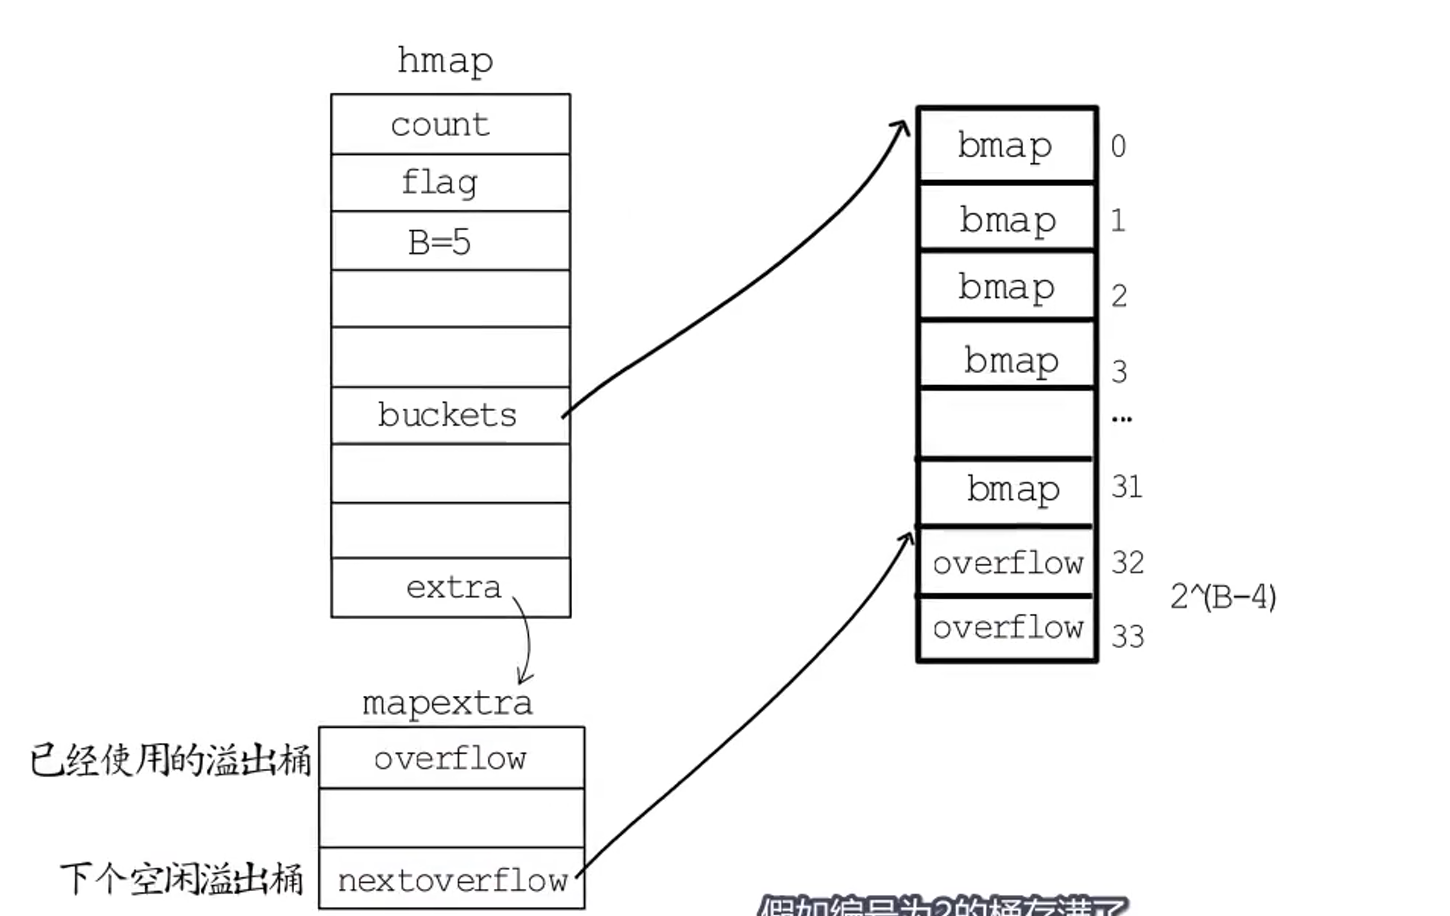 hmap
count
flag
B=5
buckets
extra
mapextra
已经使用的溢出桶
overflow
下个空闲溢出桶
nextoverflow
bmap 0
bmap 1
bmap 2
bmap 3
...
bmap 31
overflow 32
overflow 33
2^(B-4)
假如编号为2的桶存满了